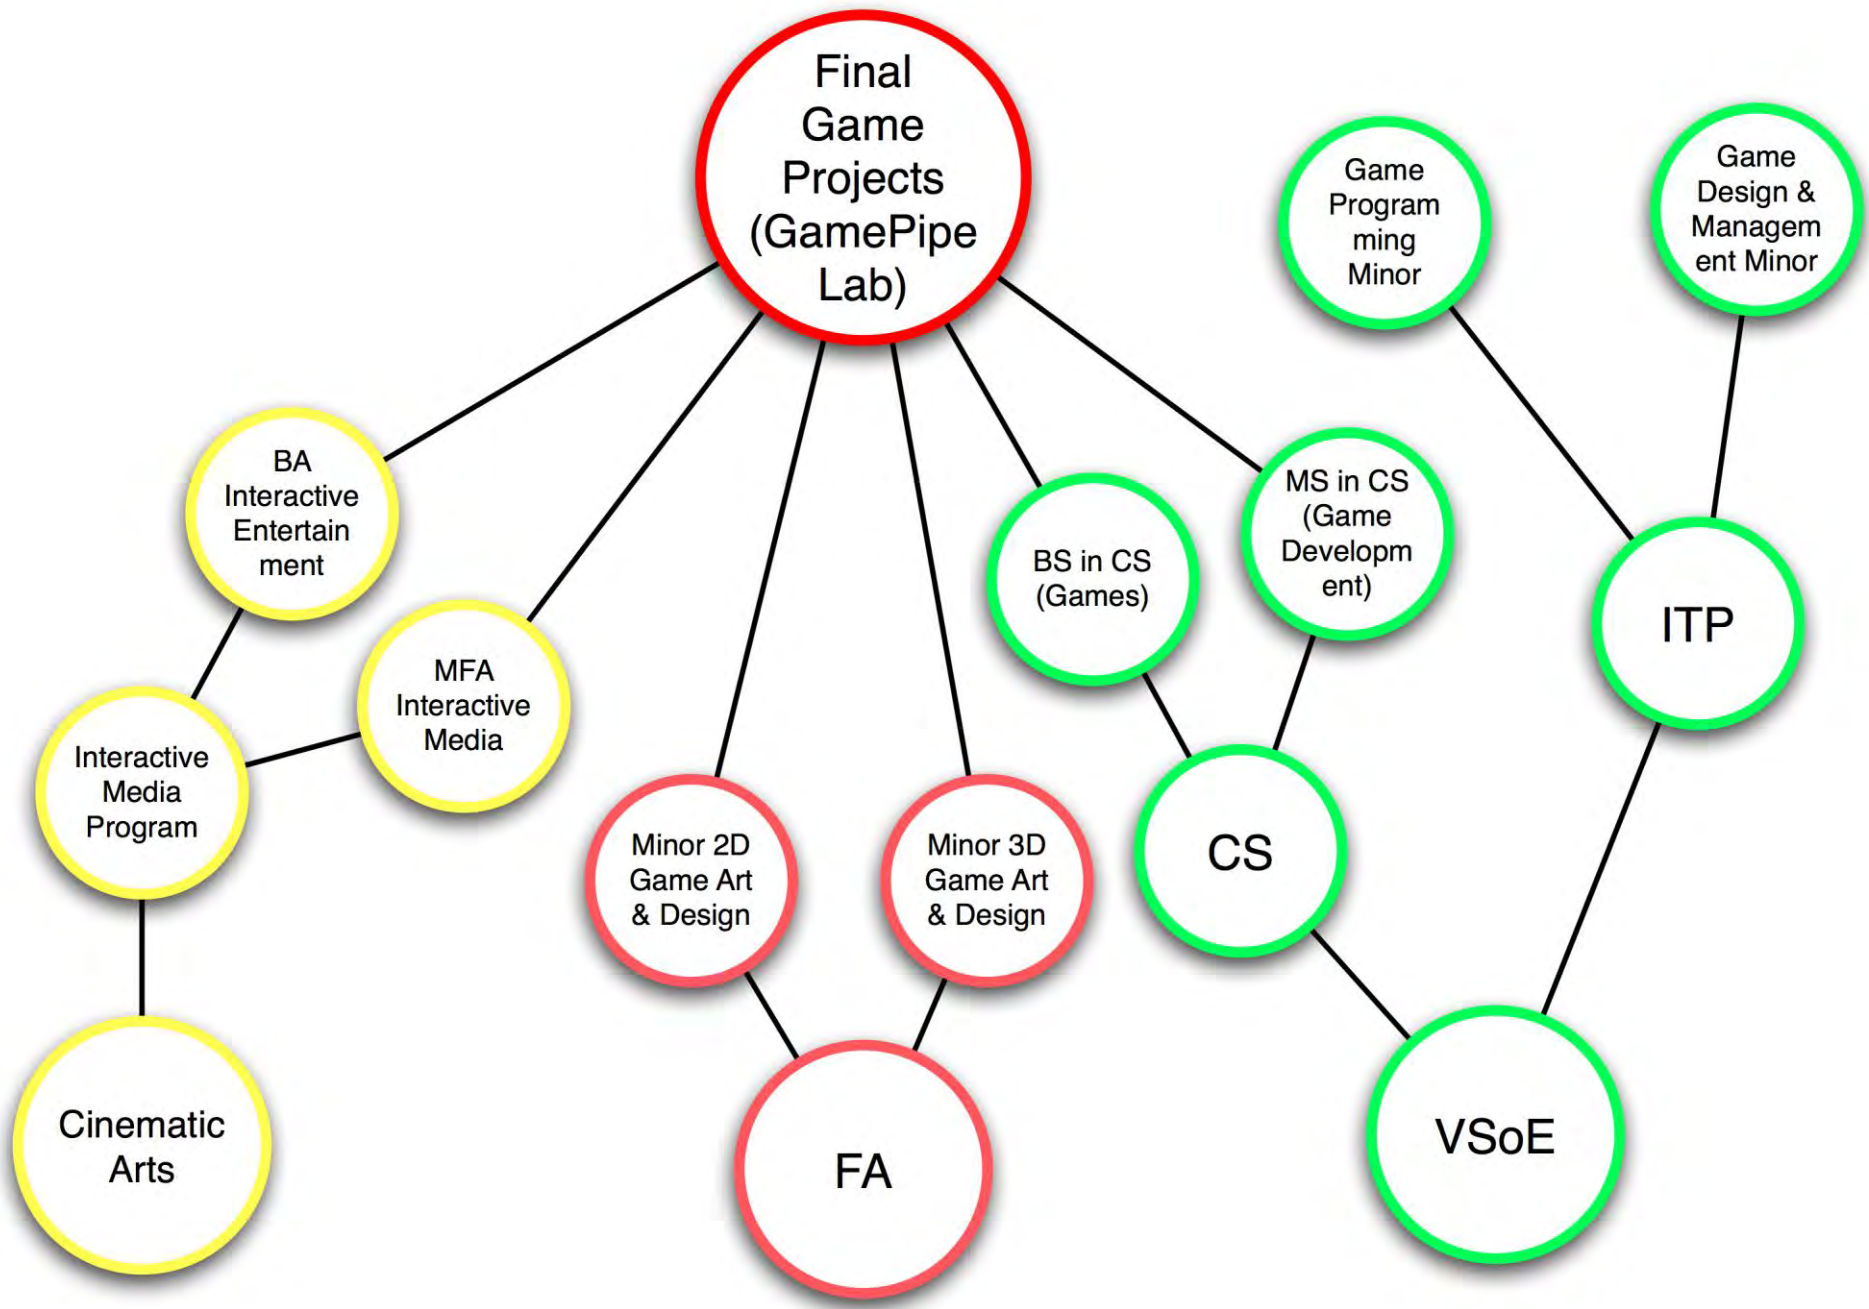 Final
Game
Projects
(GamePipe
Lab)
Game
Program
ming
Minor
Game
Design &
Managem
ent Minor
BA
Interactive
Entertain
ment
MS in CS
(Game
Developm
ent)
BS in CS
(Games)
ITP
MFA
Interactive
Media
Interactive
Media
Program
Minor 2D
Game Art
& Design
Minor 3D
Game Art
& Design
CS
Cinematic
Arts
FA
VSoE